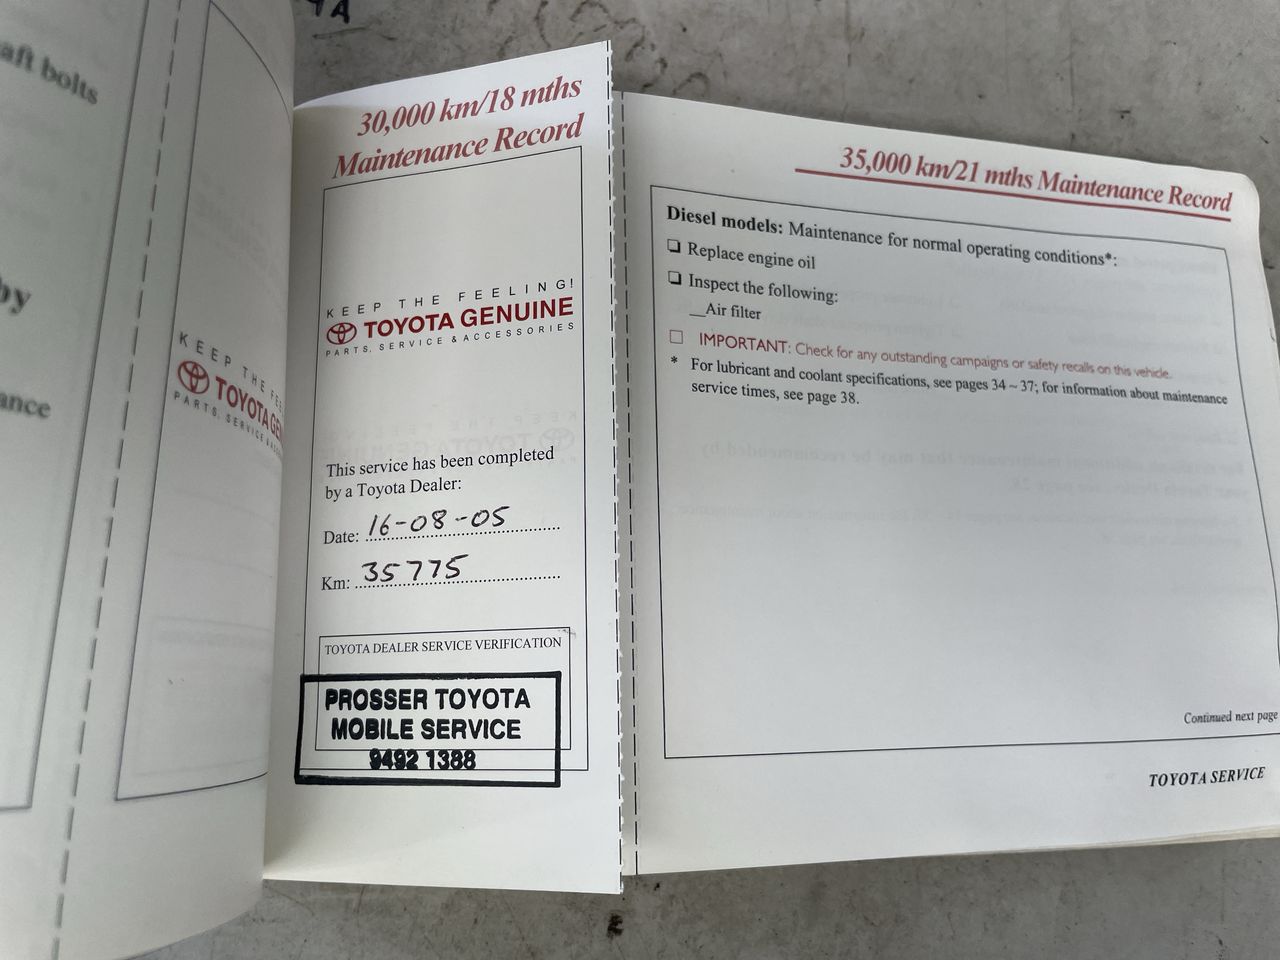 aft bolts
by
ance
KEEP THE FEEL
TOYOTA GEN
PARTS, SERVICE &
30,000 km/18 mths
Maintenance Record
KEEP THE FEELING!
TOYOTA GENUINE
PARTS, SERVICE & ACCESSORIES
This service has been completed
by a Toyota Dealer:
Date: 16-08-05
Km: 35775
TOYOTA DEALER SERVICE VERIFICATION
PROSSER TOYOTA
MOBILE SERVICE
9492 1388
35,000 km/21 mths Maintenance Record
Diesel models: Maintenance for normal operating conditions*:
❑ Replace engine oil
❑ Inspect the following:
__Air filter
☐ IMPORTANT: Check for any outstanding campaigns or safety recalls on this vehicle.
* For lubricant and coolant specifications, see pages 34 ~ 37; for information about maintenance
service times, see page 38.
Continued next page
TOYOTA SERVICE